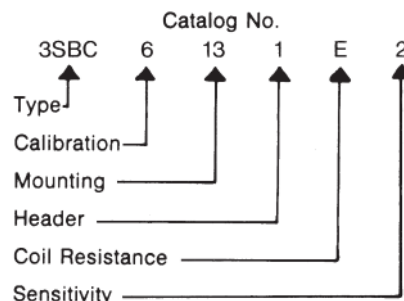 Catalog No.
3SBC 6 13 1 E 2
Type
Calibration
Mounting
Header
Coil Resistance
Sensitivity